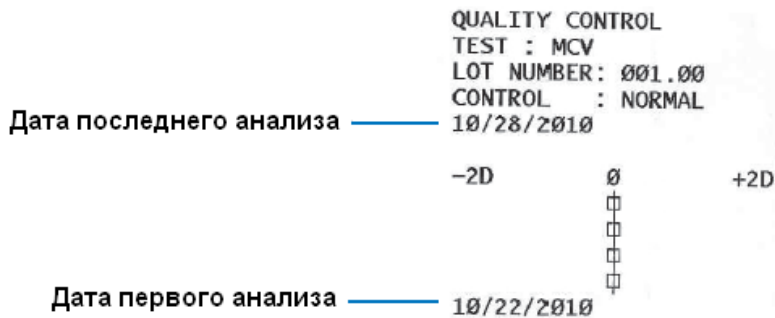 QUALITY CONTROL
TEST : MCV
LOT NUMBER: ØØ1.ØØ
CONTROL : NORMAL
Дата последнего анализа
1Ø/28/2Ø1Ø
-2D Ø +2D
Дата первого анализа
1Ø/22/2Ø1Ø